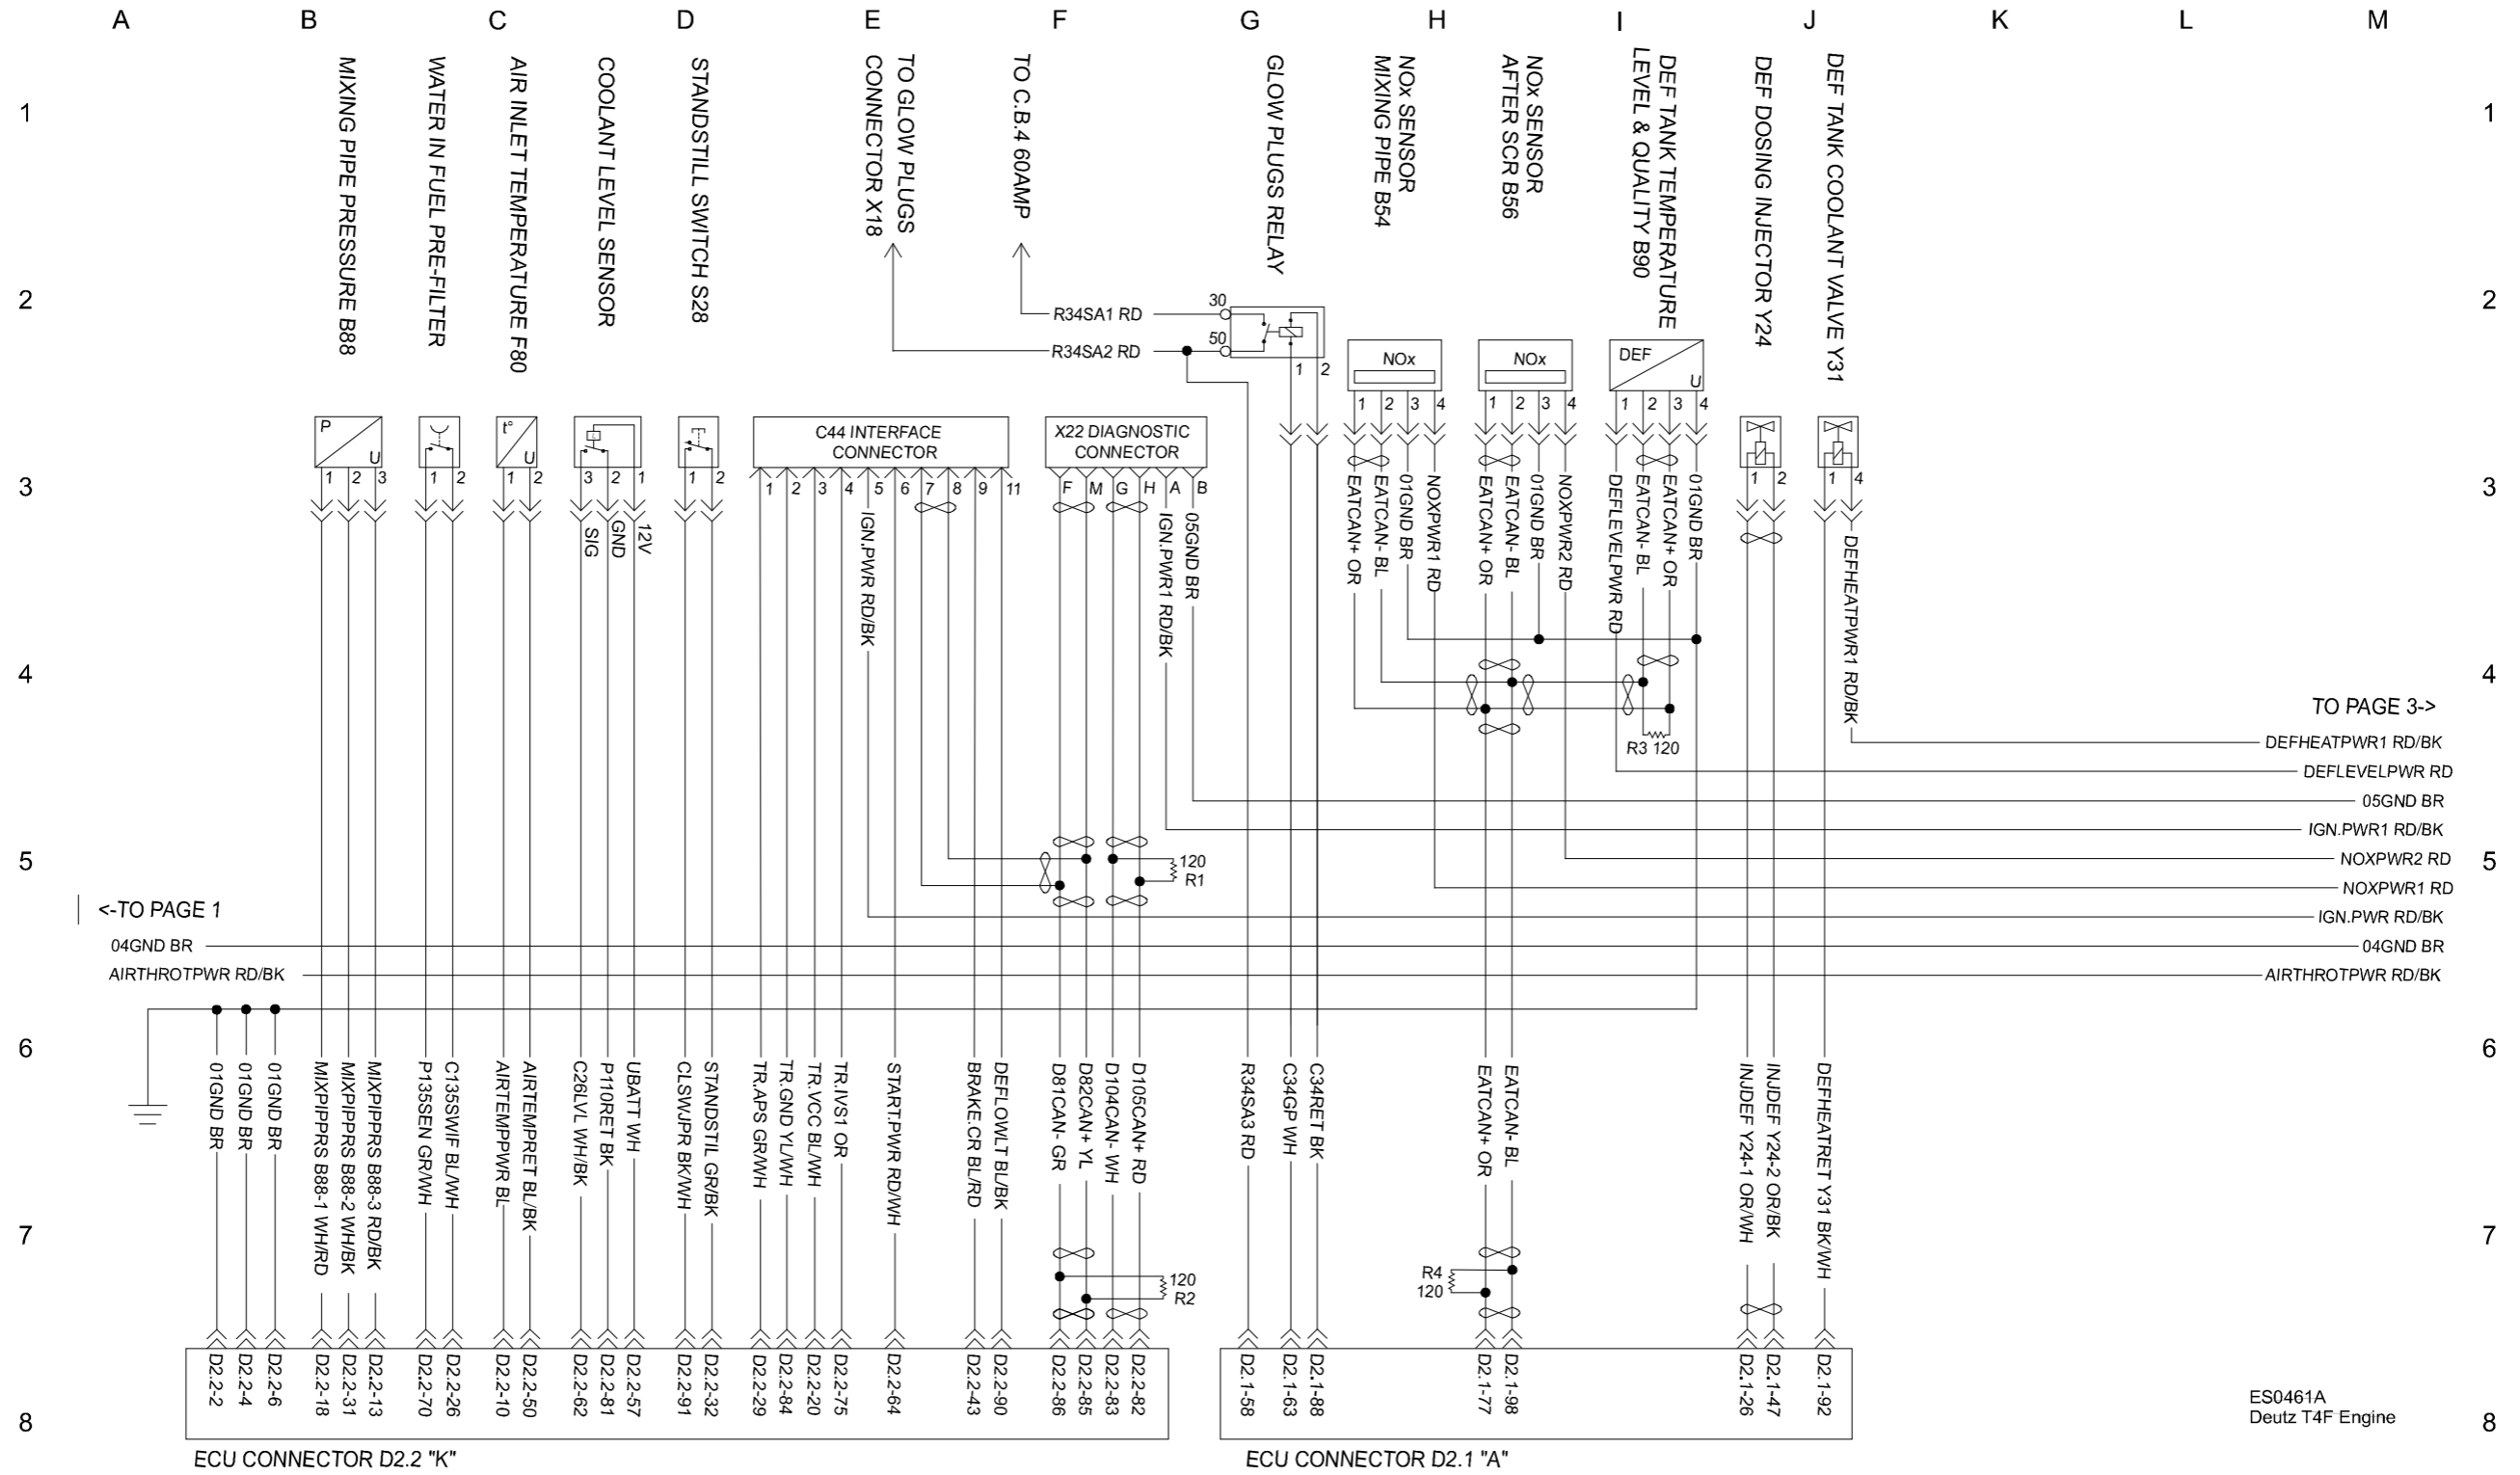 A B C D E F G H I J K L M
1
MIXING PIPE PRESSURE B88
WATER IN FUEL PRE-FILTER
AIR INLET TEMPERATURE F80
COOLANT LEVEL SENSOR
STANDSTILL SWITCH S28
TO GLOW PLUGS
CONNECTOR X18
TO C.B.4 60AMP
GLOW PLUGS RELAY
NOx SENSOR
MIXING PIPE B54
NOx SENSOR
AFTER SCR B56
DEF TANK TEMPERATURE
LEVEL & QUALITY B90
DEF DOSING INJECTOR Y24
DEF TANK COOLANT VALVE Y31
1
2
R34SA1 RD
30
R34SA2 RD
50
1 2
2
NOx
NOx
DEF
U
1 2 3 4
1 2 3 4
1 2 3 4
P
U
t°
U
C44 INTERFACE
CONNECTOR
X22 DIAGNOSTIC
CONNECTOR
3
1 2 3
1 2
1 2
3 2 1
1 2
1 2 3 4 5 6 7 8 9 11
F M G H A B
1 2
1 4
3
SIG
GND
12V
IGN.PWR RD/BK
IGN.PWR1 RD/BK
05GND BR
EATCAN+ OR
EATCAN- BL
01GND BR
NOXPWR1 RD
EATCAN+ OR
EATCAN- BL
01GND BR
NOXPWR2 RD
DEFLEVELPWR RD
EATCAN- BL
EATCAN+ OR
01GND BR
DEFHEATPWR1 RD/BK
4
4
TO PAGE 3->
R3 120
DEFHEATPWR1 RD/BK
DEFLEVELPWR RD
05GND BR
IGN.PWR1 RD/BK
5
120
R1
NOXPWR2 RD
5
NOXPWR1 RD
<-TO PAGE 1
IGN.PWR RD/BK
04GND BR
04GND BR
AIRTHROTPWR RD/BK
AIRTHROTPWR RD/BK
6
6
01GND BR
01GND BR
01GND BR
MIXPIPPRS B88-1 WH/RD
MIXPIPPRS B88-2 WH/BK
MIXPIPPRS B88-3 RD/BK
P135SEN GR/WH
C135SWIF BL/WH
AIRTEMPPWR BL
AIRTEMPRET BL/BK
C26LVL WH/BK
P110RET BK
UBATT WH
CLSWJPR BK/WH
STANDSTIL GR/BK
TR.APS GR/WH
TR.GND YL/WH
TR.VCC BL/WH
TR.IVS1 OR
START.PWR RD/WH
BRAKE.CR BL/RD
DEFLOWLT BL/BK
D81CAN- GR
D82CAN+ YL
D104CAN- WH
D105CAN+ RD
R34SA3 RD
C34GP WH
C34RET BK
EATCAN+ OR
EATCAN- BL
INJDEF Y24-1 OR/WH
INJDEF Y24-2 OR/BK
DEFHEATRET Y31 BK/WH
7
7
120
R2
R4
120
D2.2-2
D2.2-4
D2.2-6
D2.2-18
D2.2-31
D2.2-13
D2.2-70
D2.2-26
D2.2-10
D2.2-50
D2.2-62
D2.2-81
D2.2-57
D2.2-91
D2.2-32
D2.2-29
D2.2-84
D2.2-20
D2.2-75
D2.2-64
D2.2-43
D2.2-90
D2.2-86
D2.2-85
D2.2-83
D2.2-82
D2.1-58
D2.1-63
D2.1-88
D2.1-77
D2.1-98
D2.1-26
D2.1-47
D2.1-92
8
ES0461A
Deutz T4F Engine
8
ECU CONNECTOR D2.2 "K"
ECU CONNECTOR D2.1 "A"